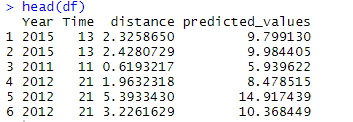 > head(df)
Year Time distance predicted_values
1 2015 13 2.3258650 9.799130
2 2015 13 2.4280729 9.984405
3 2011 11 0.6193217 5.939622
4 2012 21 1.9632318 8.478515
5 2012 21 5.3933430 14.917439
6 2012 21 3.2261629 10.368449